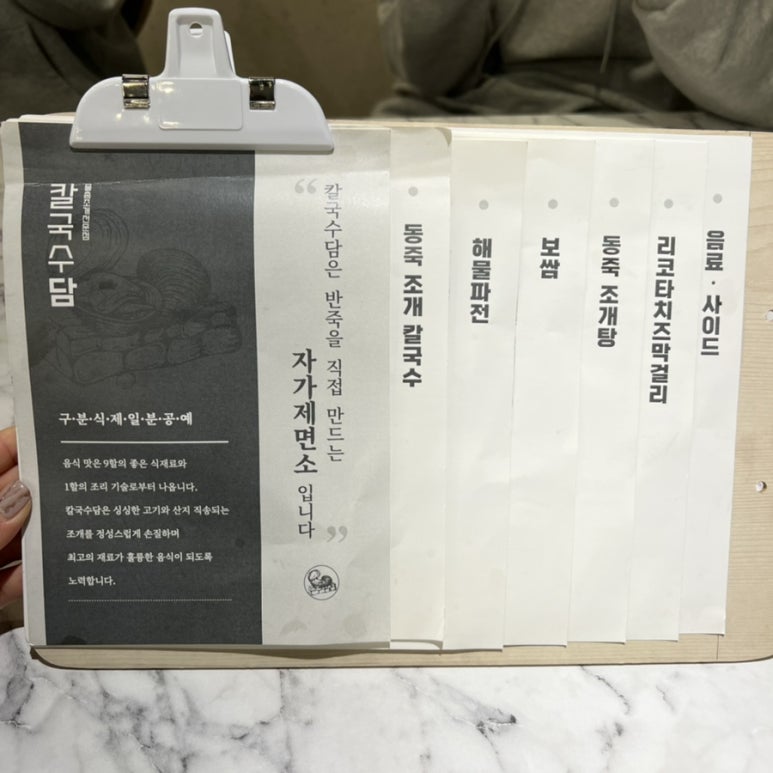 칼국수담
물총조개전문점
구·분·식·제·일·분·공·예
음식 맛은 9할의 좋은 식재료와
1할의 조리 기술로부터 나옵니다.
칼국수담은 싱싱한 고기와 산지 직송되는
조개를 정성스럽게 손질하며
최고의 재료가 훌륭한 음식이 되도록
노력합니다.
“ 칼국수담은 반죽을 직접 만드는
자가제면소 입니다 ”
동죽 조개 칼국수
해물파전
보쌈
동죽 조개탕
리코타치즈막걸리
음료 · 사이드